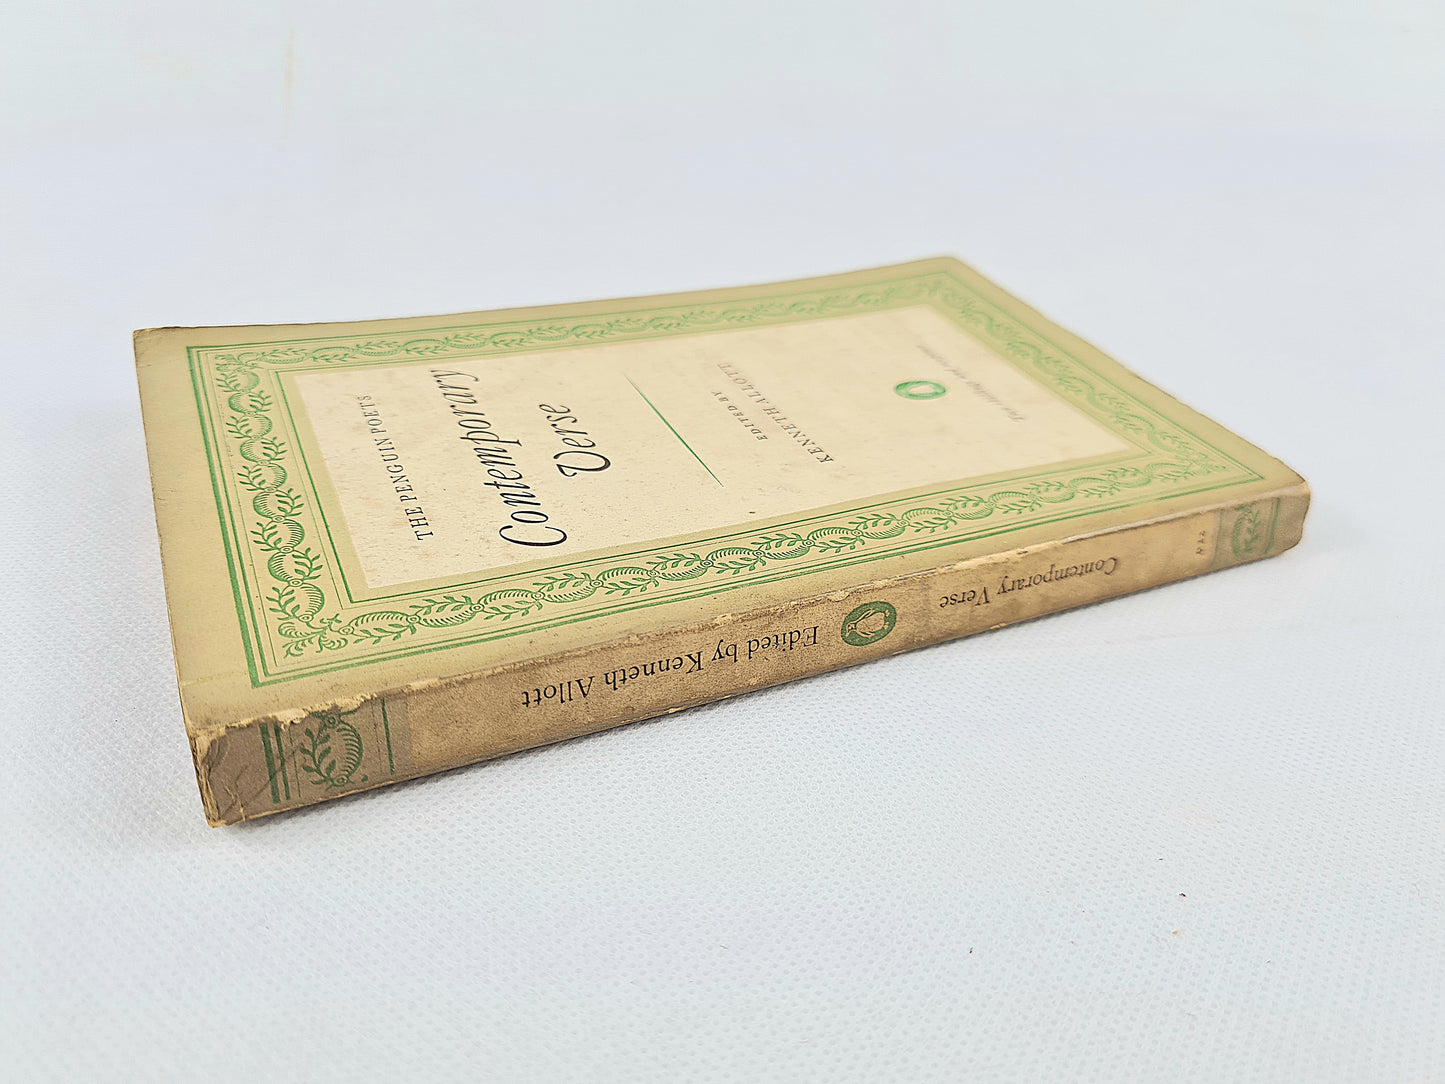 THE PENGUIN POETS
Contemporary
Verse
EDITED BY
KENNETH ALLOTT
Edited by Kenneth Allott
Contemporary Verse